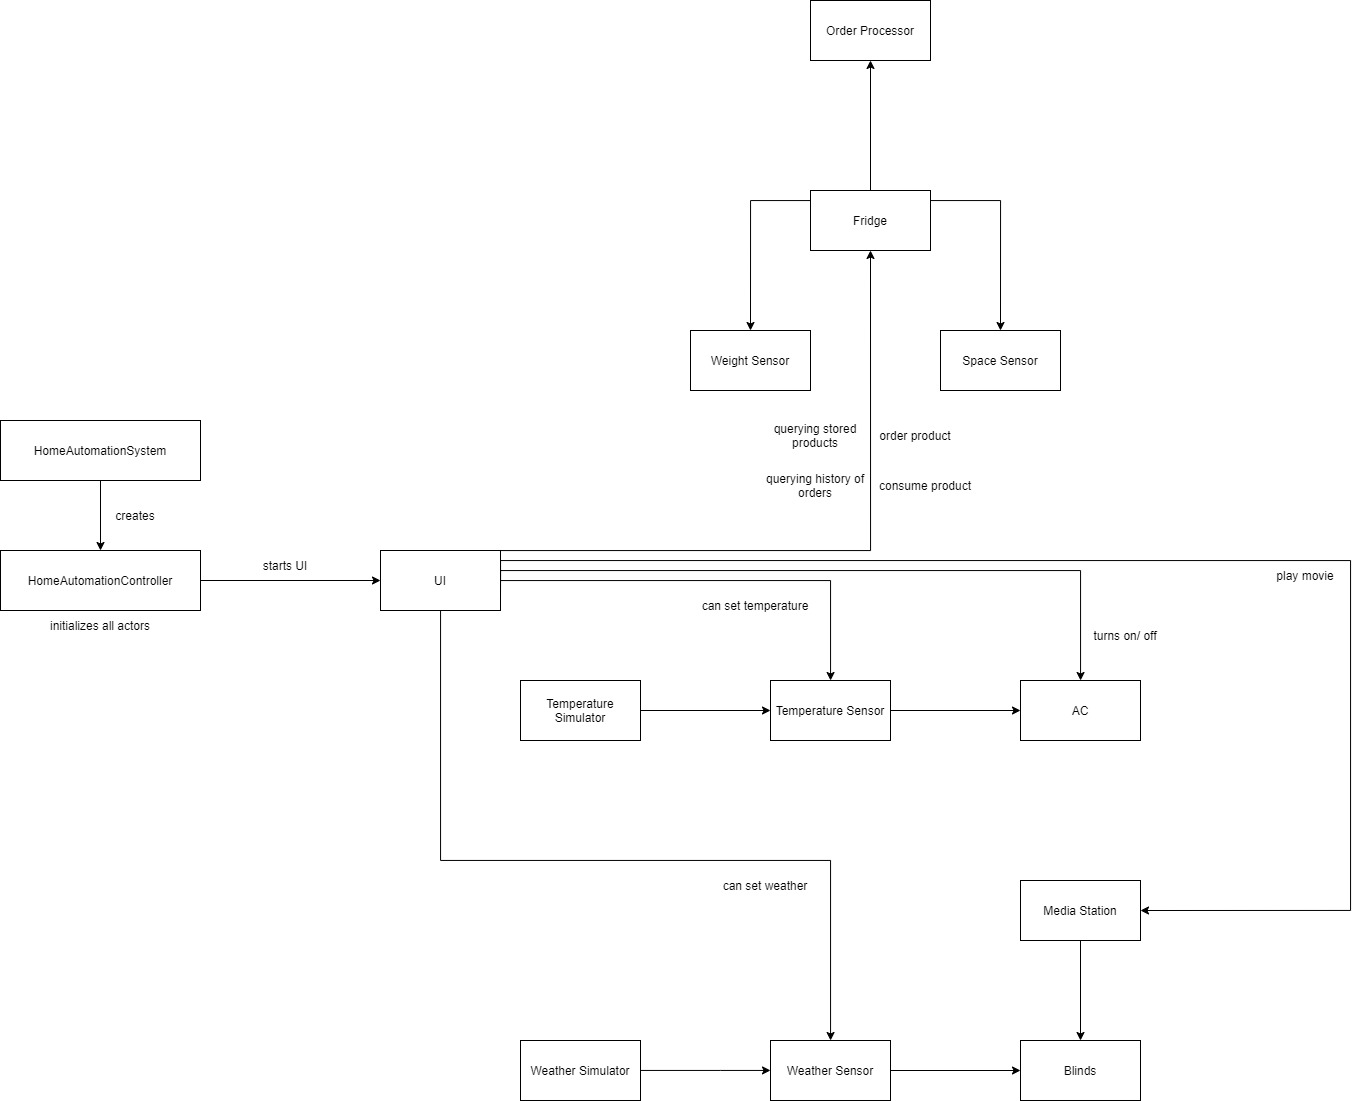 Order Processor
Fridge
Weight Sensor
Space Sensor
querying stored
products
order product
querying history of
orders
consume product
HomeAutomationSystem
creates
HomeAutomationController
initializes all actors
starts UI
UI
play movie
can set temperature
turns on/ off
Temperature
Simulator
Temperature Sensor
AC
can set weather
Media Station
Weather Simulator
Weather Sensor
Blinds